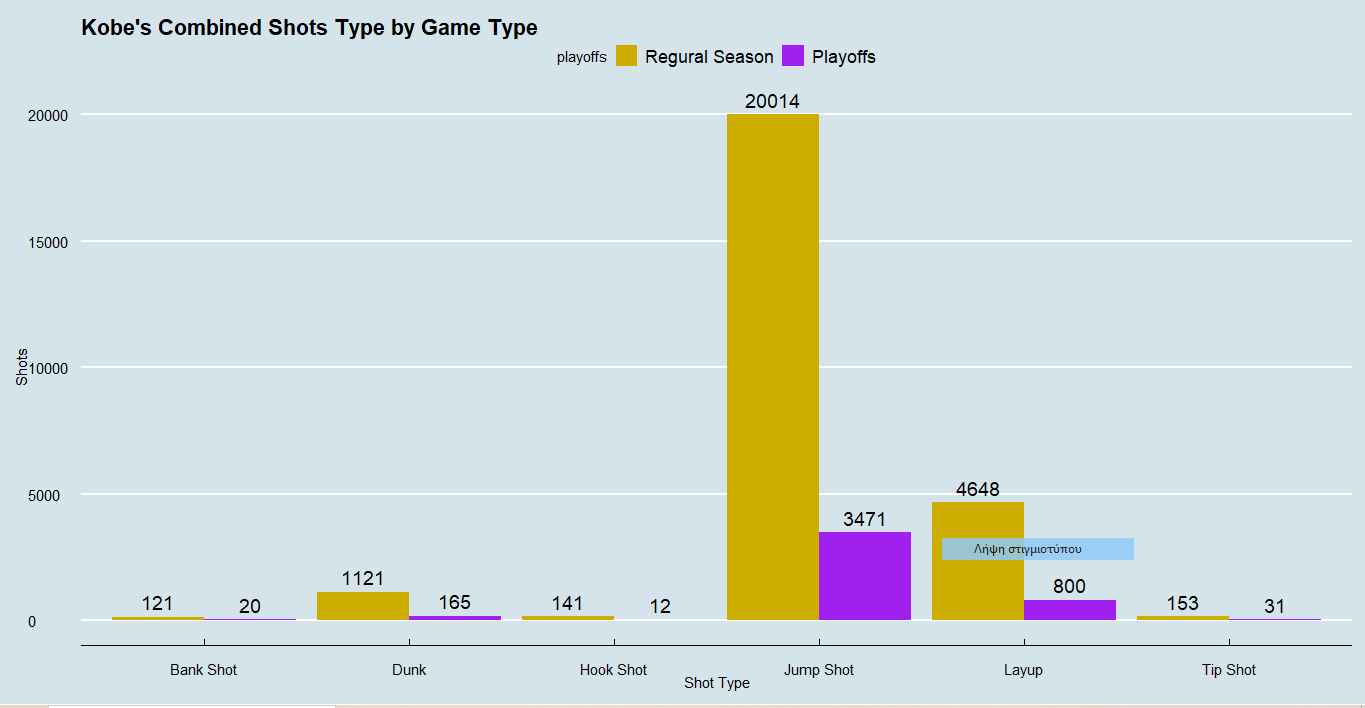 Kobe's Combined Shots Type by Game Type
playoffs Regural Season Playoffs
20014
20000
15000
Shots
10000
5000
4648
3471
Λήψη στιγμιοτύπου
1121
800
121 20 165 141 12 153 31
0
Bank Shot Dunk Hook Shot Jump Shot Layup Tip Shot
Shot Type